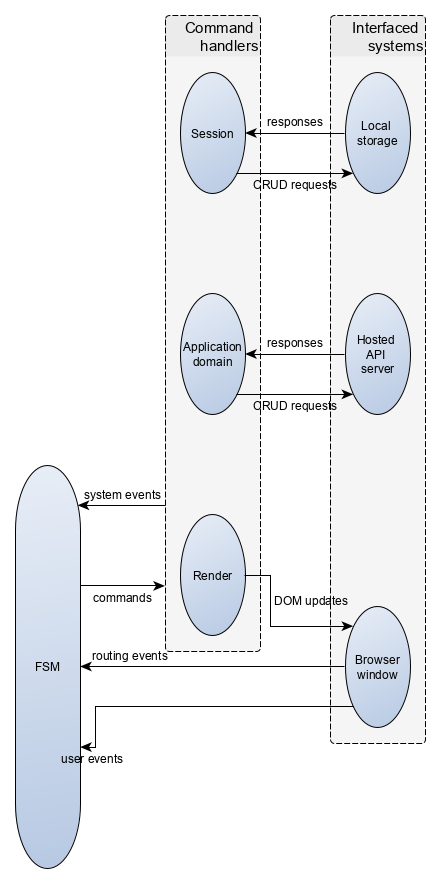 Command
handlers
Interfaced
systems
responses
Session
Local
storage
CRUD requests
responses
Application
domain
Hosted
API
server
CRUD requests
system events
Render
commands
DOM updates
routing events
FSM
Browser
window
user events